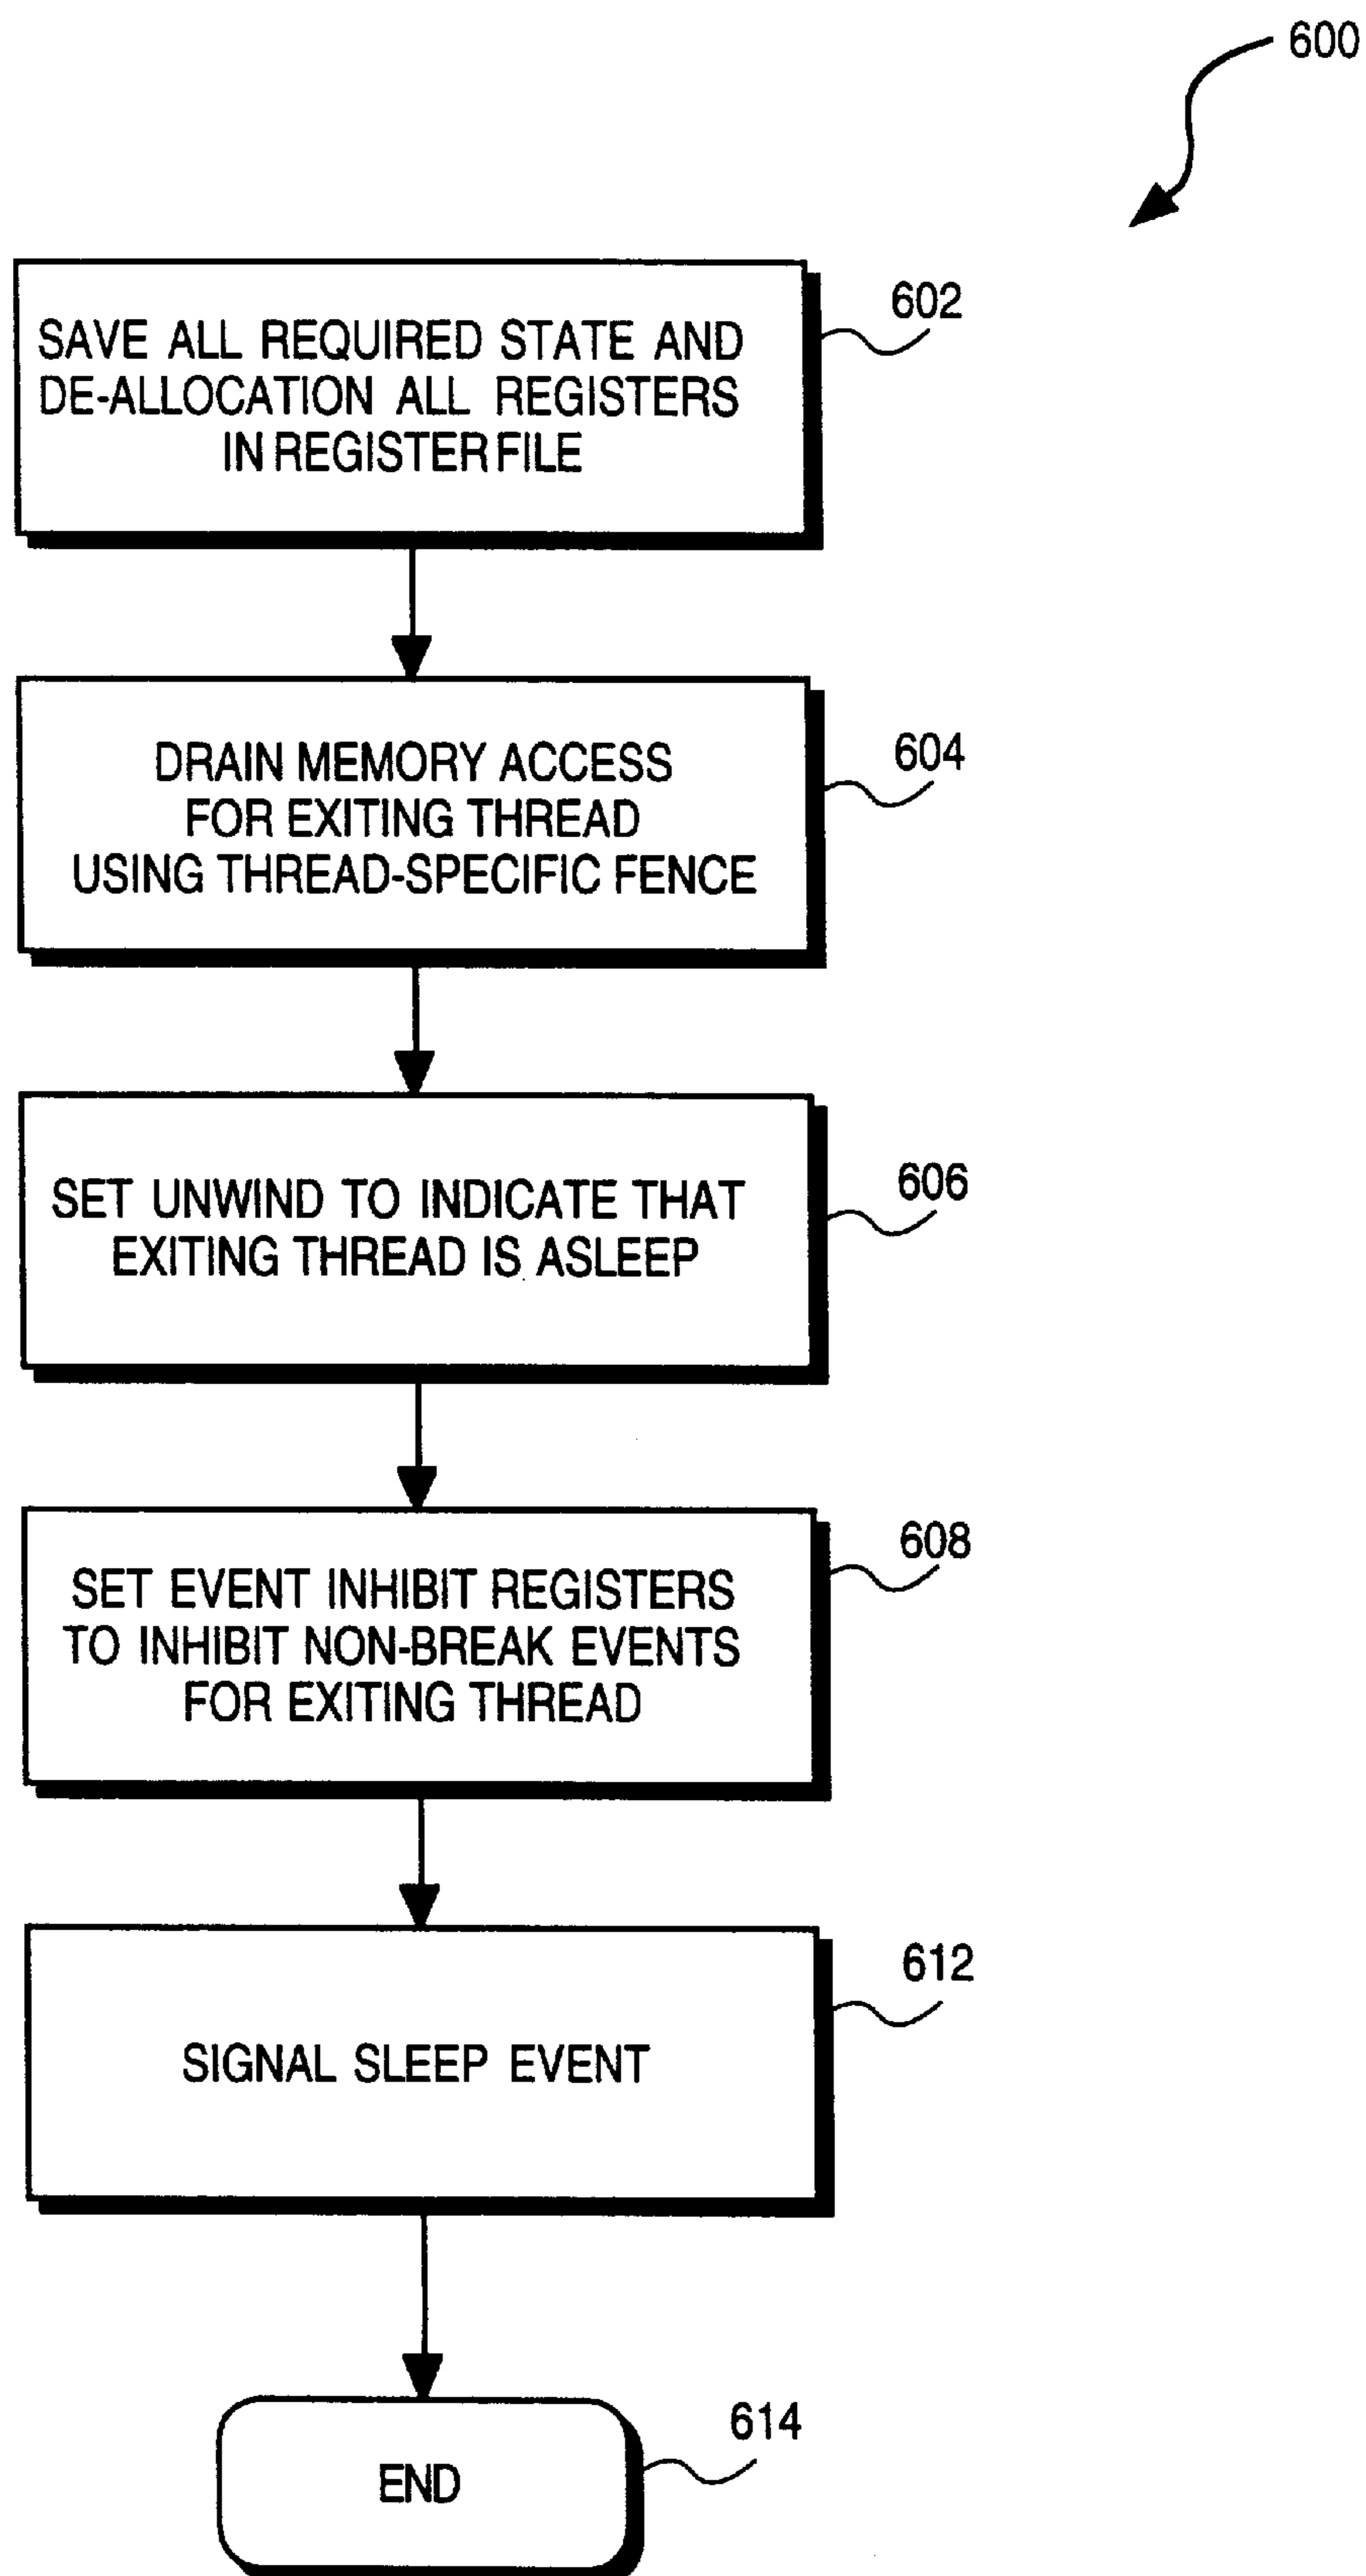 600
602
SAVE ALL REQUIRED STATE AND
DE-ALLOCATION ALL REGISTERS
IN REGISTER FILE
604
DRAIN MEMORY ACCESS
FOR EXITING THREAD
USING THREAD-SPECIFIC FENCE
606
SET UNWIND TO INDICATE THAT
EXITING THREAD IS ASLEEP
608
SET EVENT INHIBIT REGISTERS
TO INHIBIT NON-BREAK EVENTS
FOR EXITING THREAD
612
SIGNAL SLEEP EVENT
614
END